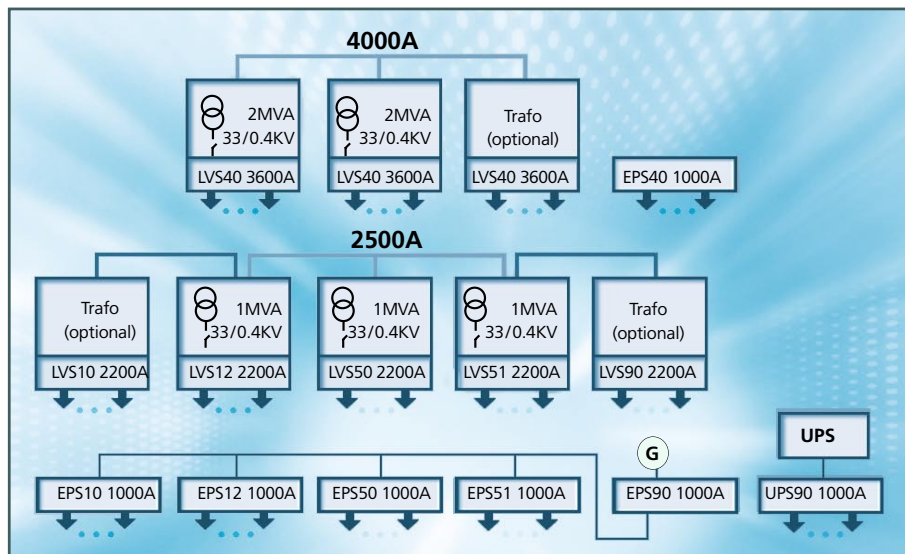 4000A
2MVA
33/0.4KV
2MVA
33/0.4KV
Trafo
(optional)
LVS40 3600A
LVS40 3600A
LVS40 3600A
EPS40 1000A
2500A
Trafo
(optional)
1MVA
33/0.4KV
1MVA
33/0.4KV
1MVA
33/0.4KV
Trafo
(optional)
LVS10 2200A
LVS12 2200A
LVS50 2200A
LVS51 2200A
LVS90 2200A
G
UPS
EPS10 1000A
EPS12 1000A
EPS50 1000A
EPS51 1000A
EPS90 1000A
UPS90 1000A